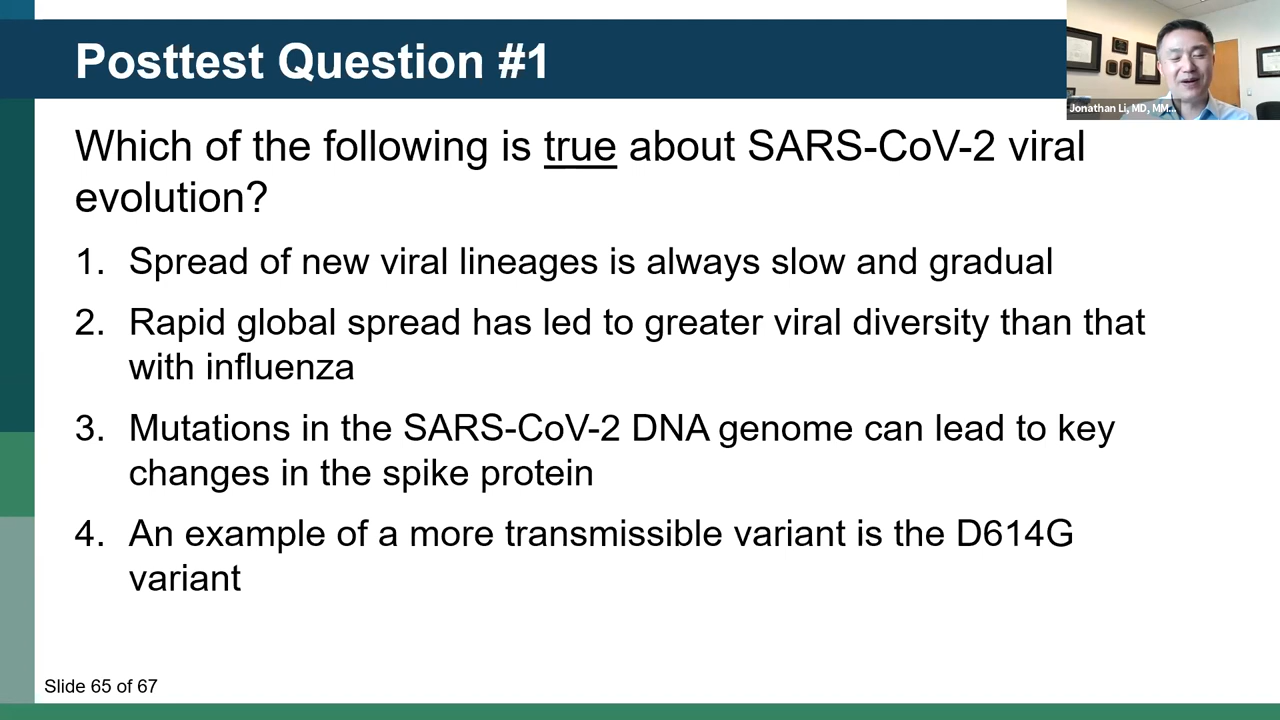 Posttest Question #1
Jonathan Li, MD, MM...
Which of the following is true about SARS-CoV-2 viral
evolution?
1. Spread of new viral lineages is always slow and gradual
2. Rapid global spread has led to greater viral diversity than that
with influenza
3. Mutations in the SARS-CoV-2 DNA genome can lead to key
changes in the spike protein
4. An example of a more transmissible variant is the D614G
variant
Slide 65 of 67